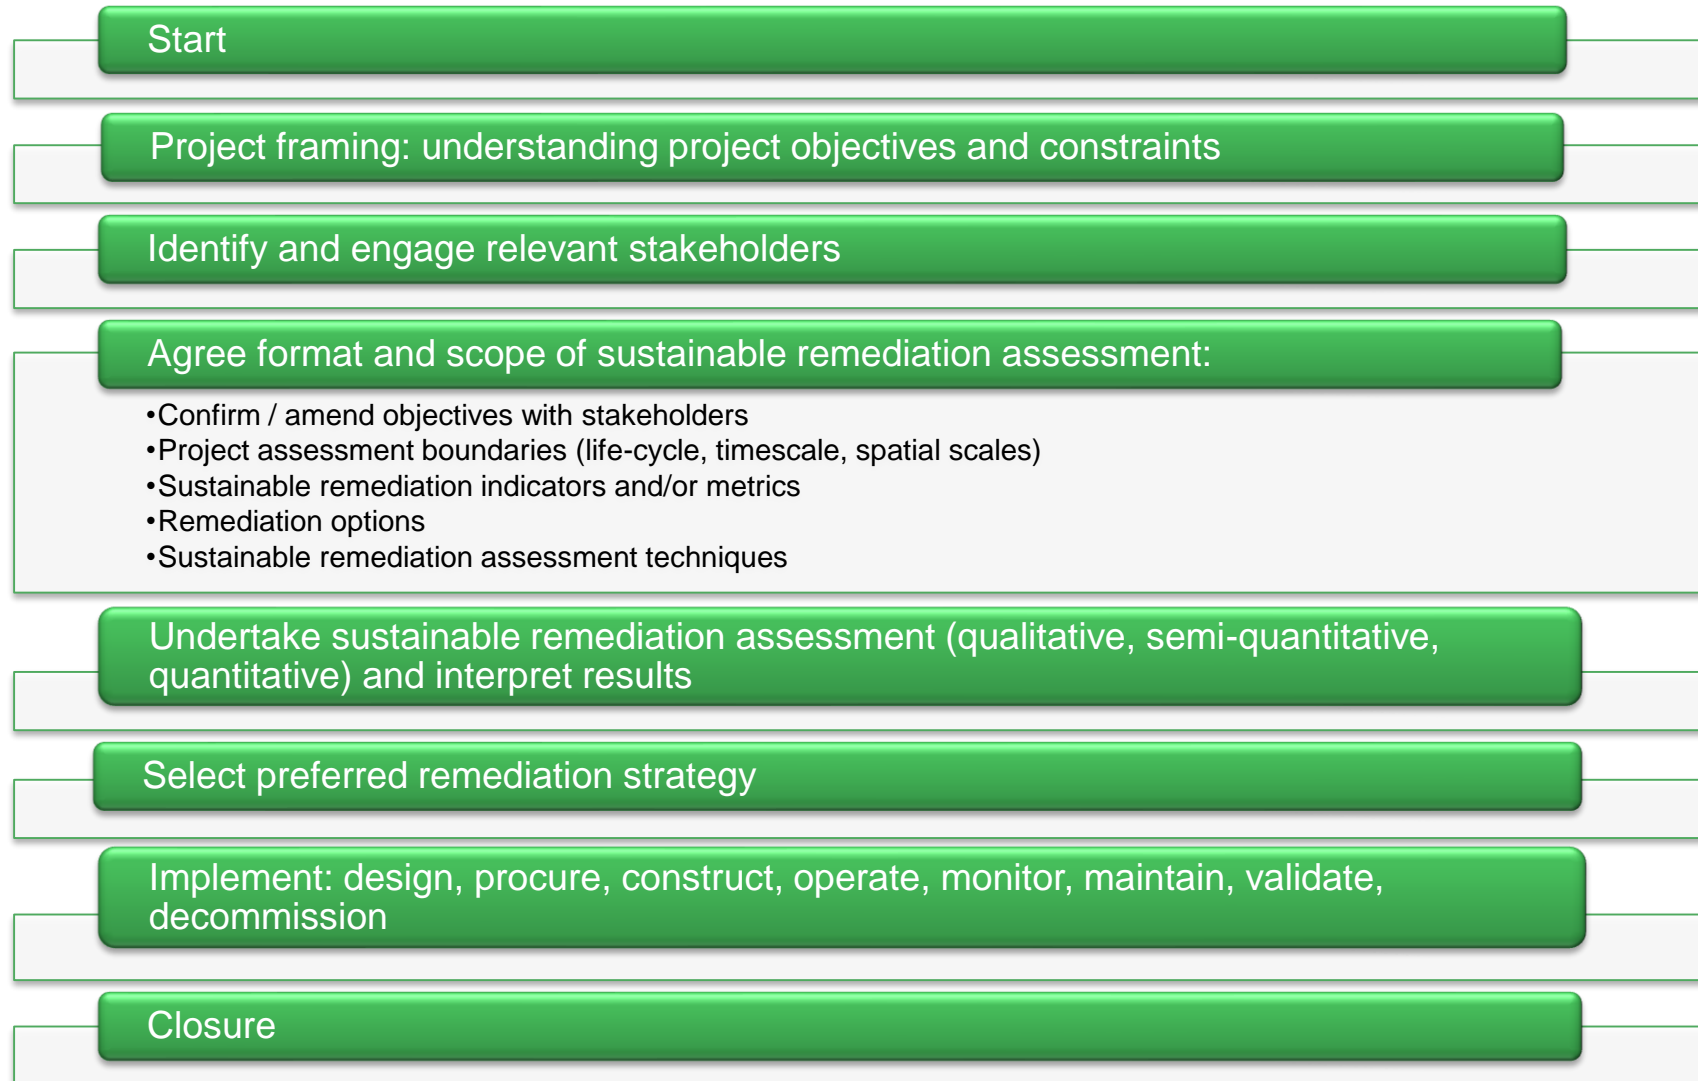 Start
Project framing: understanding project objectives and constraints
Identify and engage relevant stakeholders
Agree format and scope of sustainable remediation assessment:
•Confirm / amend objectives with stakeholders
•Project assessment boundaries (life-cycle, timescale, spatial scales)
•Sustainable remediation indicators and/or metrics
•Remediation options
•Sustainable remediation assessment techniques
Undertake sustainable remediation assessment (qualitative, semi-quantitative,
quantitative) and interpret results
Select preferred remediation strategy
Implement: design, procure, construct, operate, monitor, maintain, validate,
decommission
Closure